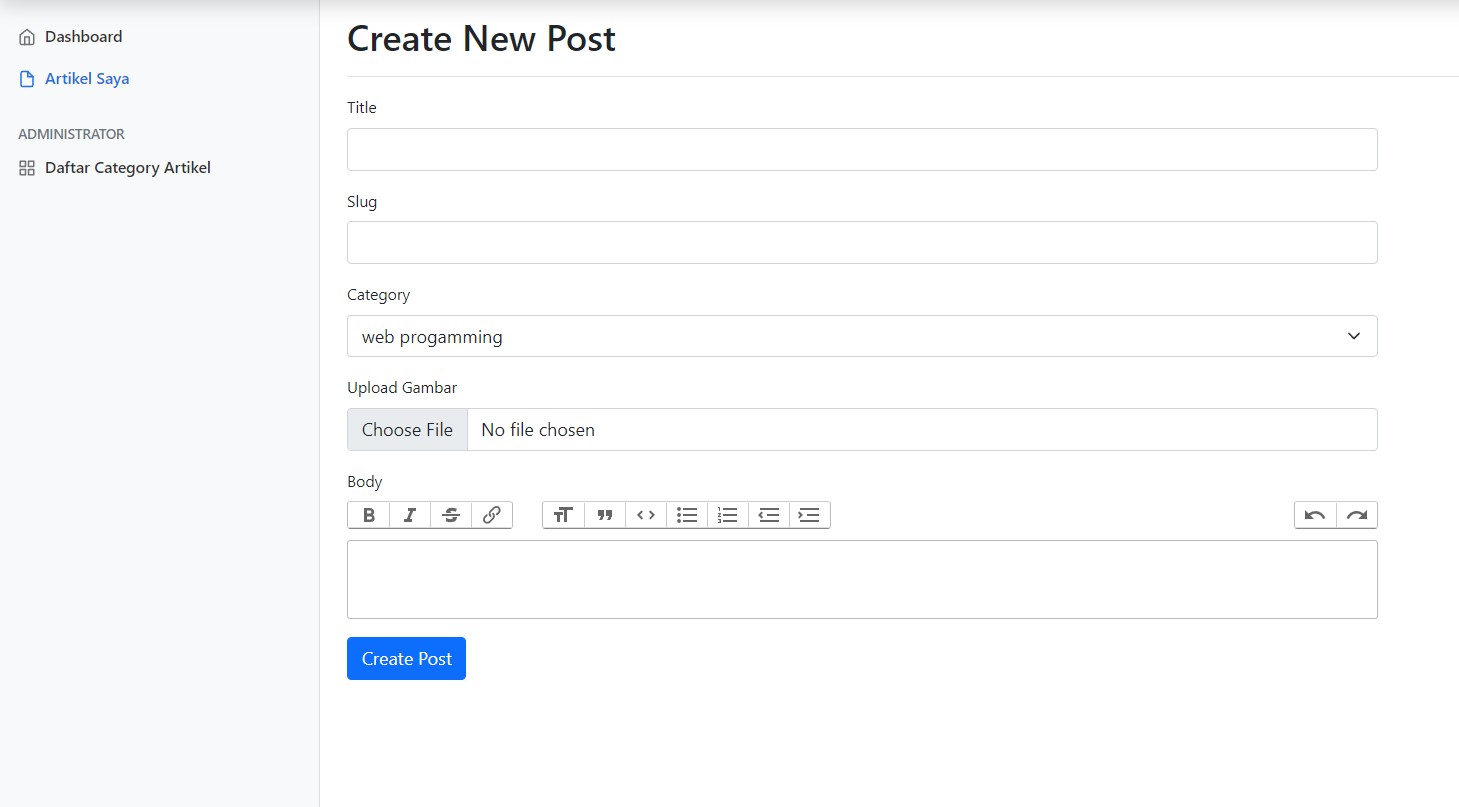 Dashboard
Artikel Saya
ADMINISTRATOR
Daftar Category Artikel
Create New Post
Title
Slug
Category
web progamming
Upload Gambar
Choose File No file chosen
Body
Create Post